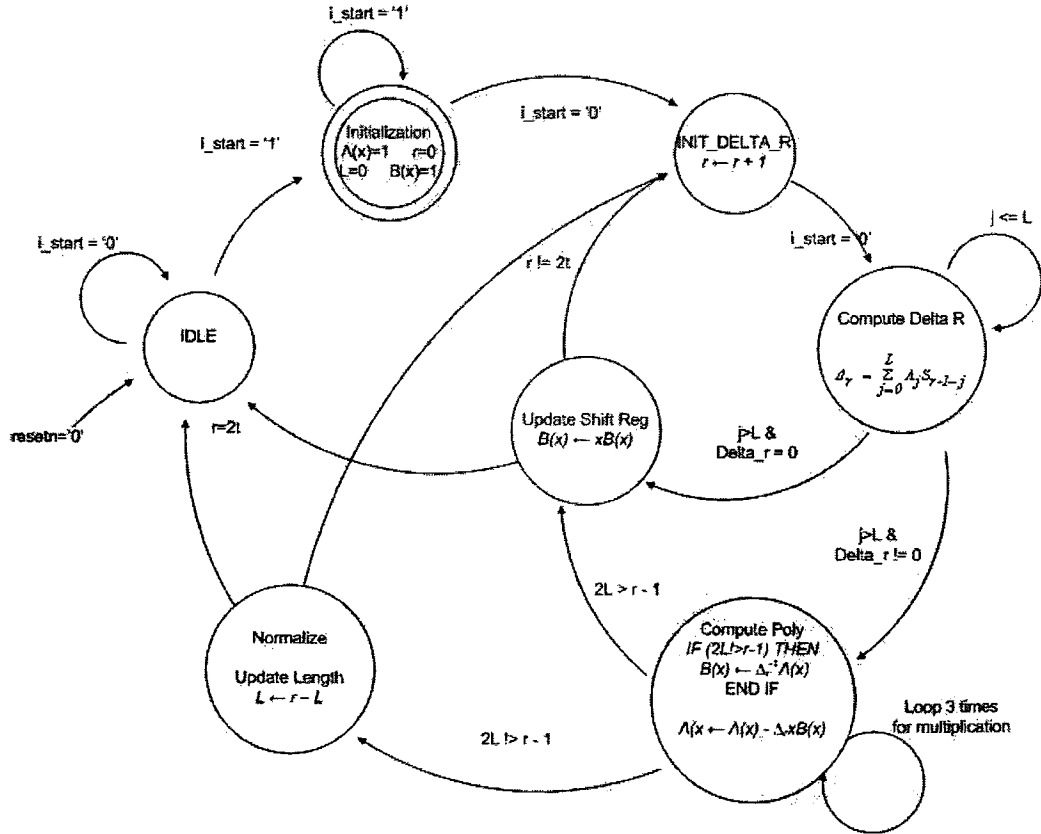 i_start = '1'
i_start = '0'
i_start = '1'
Initialization
Λ(x)=1 r=0
L=0 B(x)=1
INIT_DELTA_R
r ← r + 1
i_start = '0'
i_start = '0'
j <= L
r != 2t
IDLE
Compute Delta R
Update Shift Reg
B(x) ← xB(x)
resetn='0'
r=2t
j>L &
Delta_r = 0
j>L &
Delta_r != 0
2L > r - 1
Normalize
Update Length
L ← r – L
Compute Poly
IF (2L!>r-1) THEN
B(x) ← Δr⁻¹Λ(x)
END IF
Λ(x ← Λ(x) - ΔrxB(x)
Loop 3 times
for multiplication
2L !> r - 1